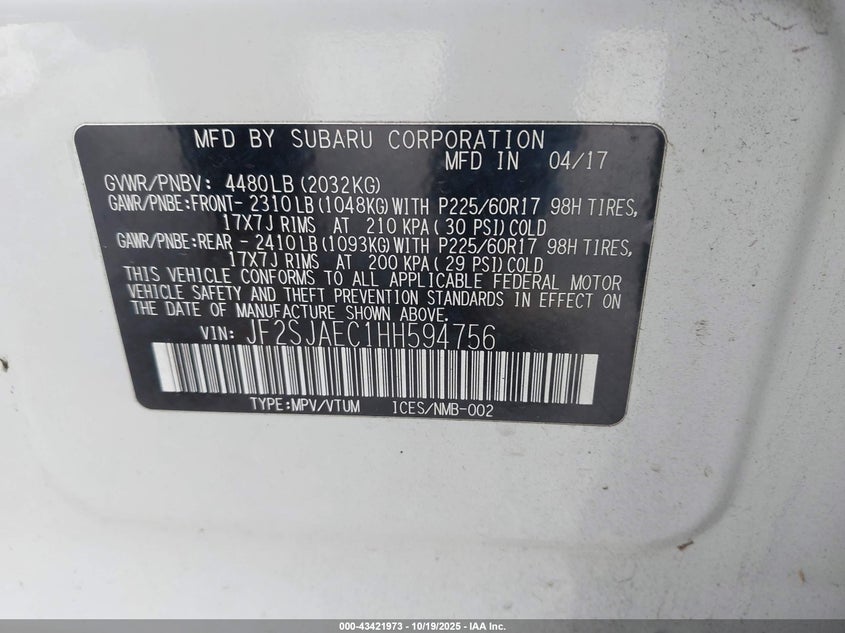 MFD BY SUBARU CORPORATION
MFD IN 04/17
GVWR/PNBV: 4480LB(2032KG)
GAWR/PNBE:FRONT- 2310LB(1048KG)WITH P225/60R17 98H TIRES,
17X7J RIMS AT 210 KPA( 30 PSI)COLD
GAWR/PNBE:REAR - 2410LB(1093KG)WITH P225/60R17 98H TIRES,
17X7J RIMS AT 200 KPA( 29 PSI)COLD
THIS VEHICLE CONFORMS TO ALL APPLICABLE FEDERAL MOTOR
VEHICLE SAFETY AND THEFT PREVENTION STANDARDS IN EFFECT ON
THE DATE OF MANUFACTURE SHOWN ABOVE.
VIN: JF2SJAEC1HH594756
TYPE:MPV/VTUM ICES/NMB-002
000-43421973 - 10/19/2025 - IAA Inc.